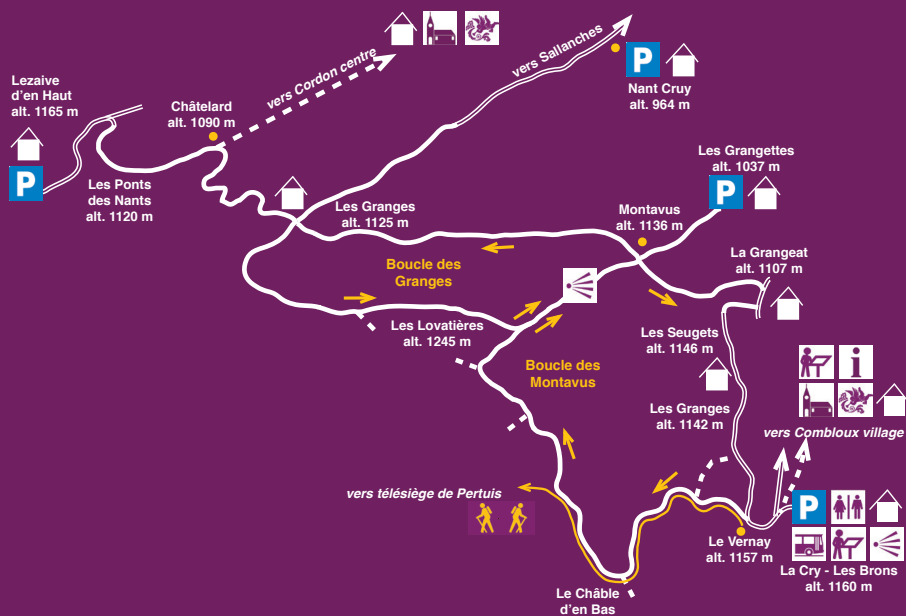 vers Cordon centre
vers Sallanches
P
Nant Cruy
alt. 964 m
Lezaive
d'en Haut
alt. 1165 m
P
Châtelard
alt. 1090 m
Les Ponts
des Nants
alt. 1120 m
Les Grangettes
alt. 1037 m
P
Les Granges
alt. 1125 m
Montavus
alt. 1136 m
La Grangeat
alt. 1107 m
Boucle des
Granges
Les Lovatières
alt. 1245 m
Les Seugets
alt. 1146 m
Boucle des
Montavus
i
Les Granges
alt. 1142 m
vers Combloux village
vers télésiège de Pertuis
P
Le Vernay
alt. 1157 m
La Cry - Les Brons
alt. 1160 m
Le Châble
d'en Bas